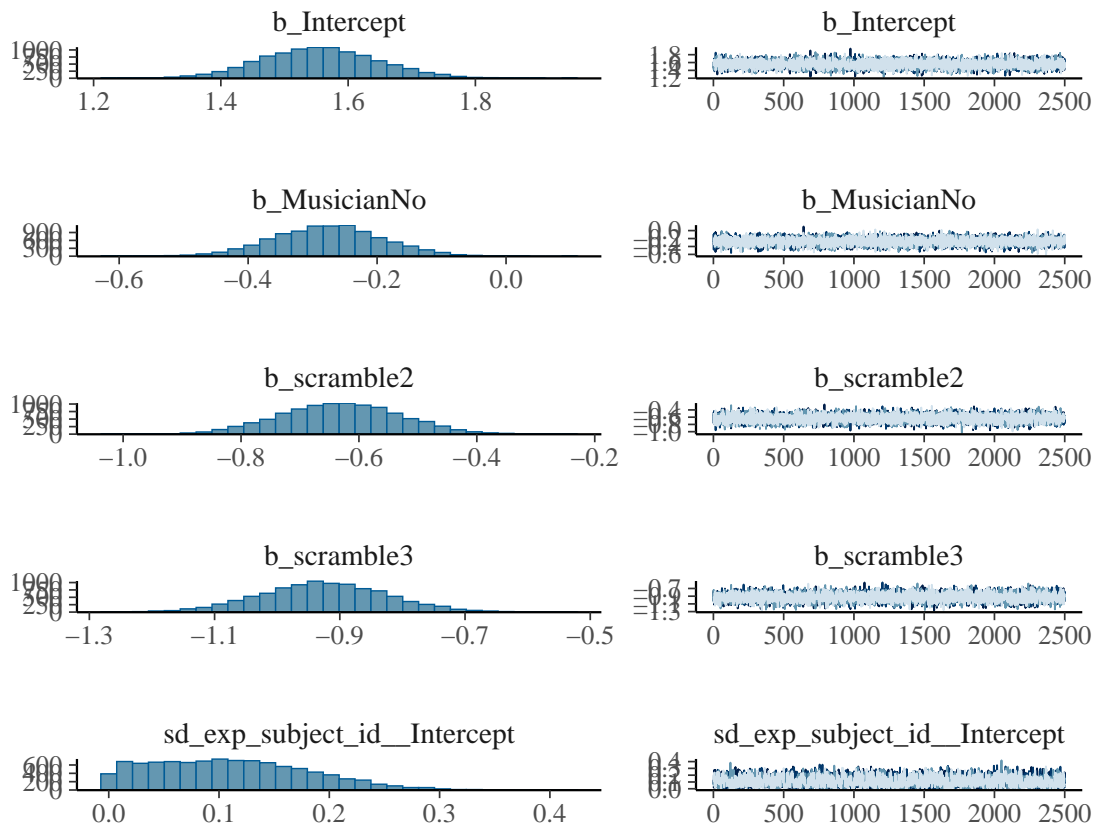 b_Intercept b_Intercept
1.2 1.4 1.6 1.8 0 500 1000 1500 2000 2500
b_MusicianNo b_MusicianNo
−0.6 −0.4 −0.2 0.0 0 500 1000 1500 2000 2500
b_scramble2 b_scramble2
−1.0 −0.8 −0.6 −0.4 −0.2 0 500 1000 1500 2000 2500
b_scramble3 b_scramble3
−1.3 −1.1 −0.9 −0.7 −0.5 0 500 1000 1500 2000 2500
sd_exp_subject_id__Intercept sd_exp_subject_id__Intercept
0.0 0.1 0.2 0.3 0.4 0 500 1000 1500 2000 2500